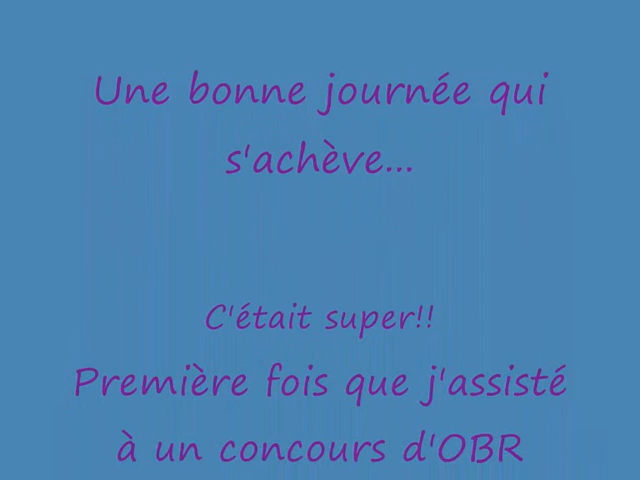 Une bonne journée qui
s'achève...
C'était super!!
Première fois que j'assisté
à un concours d'OBR